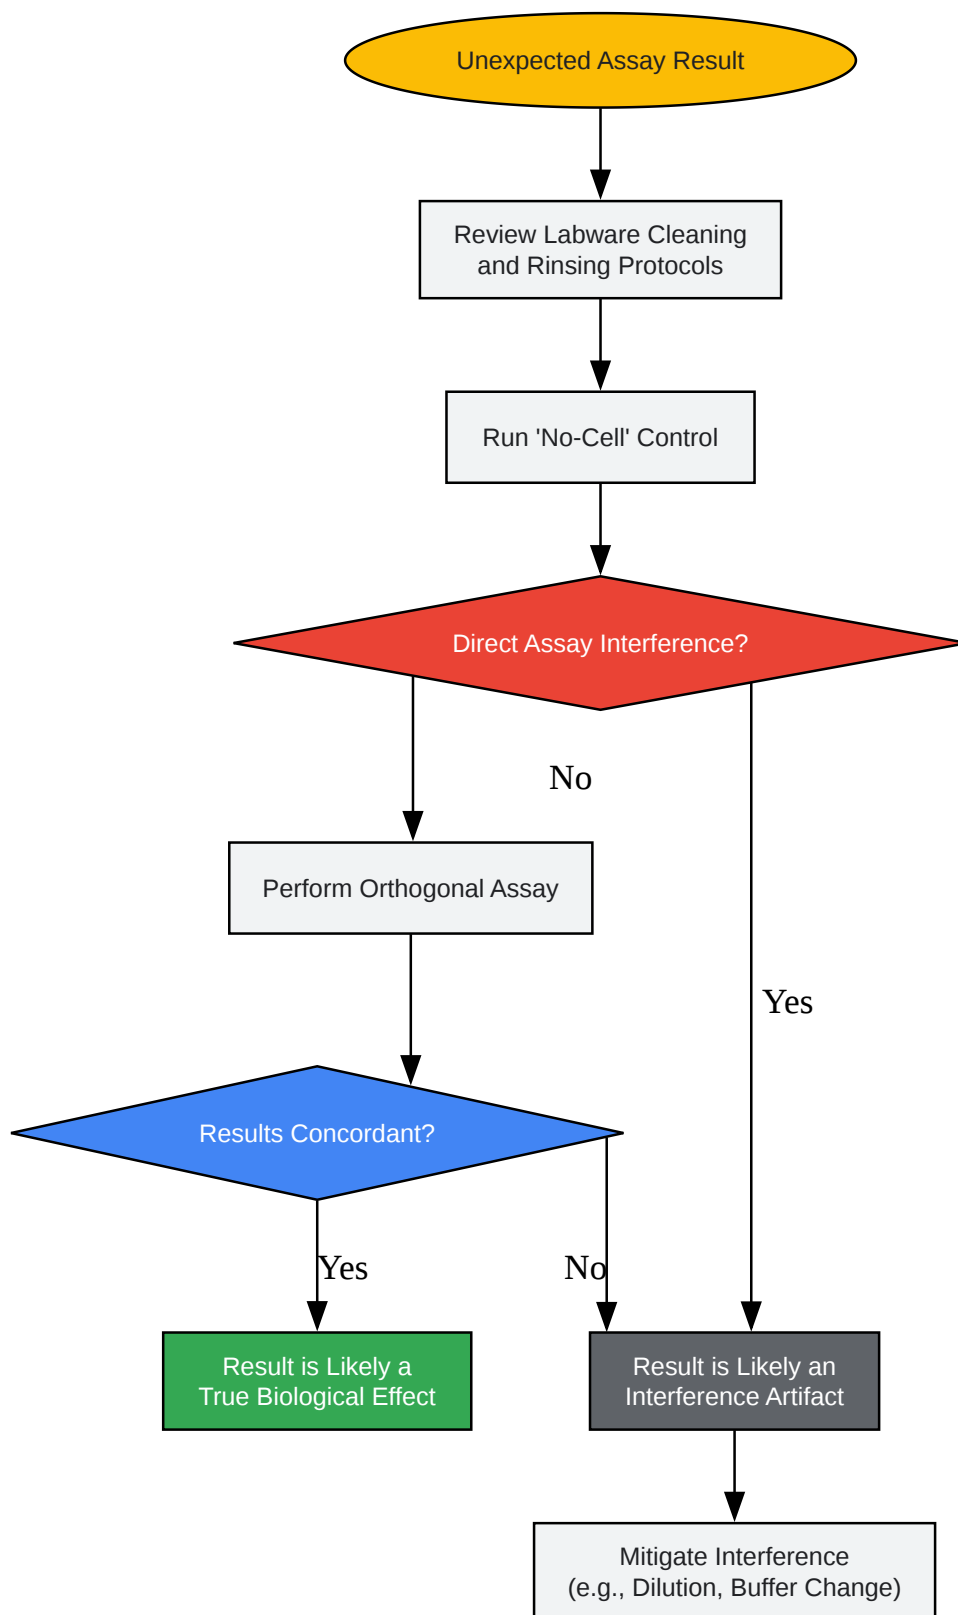 Unexpected Assay Result
Review Labware Cleaning
and Rinsing Protocols
Run 'No-Cell' Control
Direct Assay Interference?
No
Perform Orthogonal Assay
Yes
Results Concordant?
Yes
No
Result is Likely a
True Biological Effect
Result is Likely an
Interference Artifact
Mitigate Interference
(e.g., Dilution, Buffer Change)